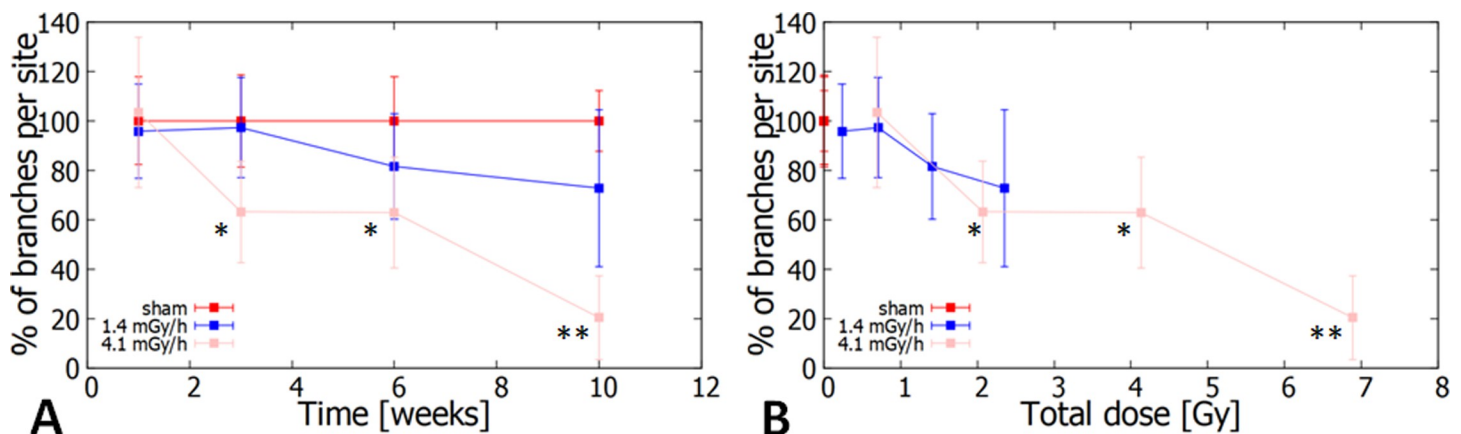 % of branches per site
140
120
100
80
60
40
20
0
* * **
sham
1.4 mGy/h
4.1 mGy/h
0 2 4 6 8 10 12
Time [weeks]
A
% of branches per site
140
120
100
80
60
40
20
0
* * **
sham
1.4 mGy/h
4.1 mGy/h
0 1 2 3 4 5 6 7 8
Total dose [Gy]
B